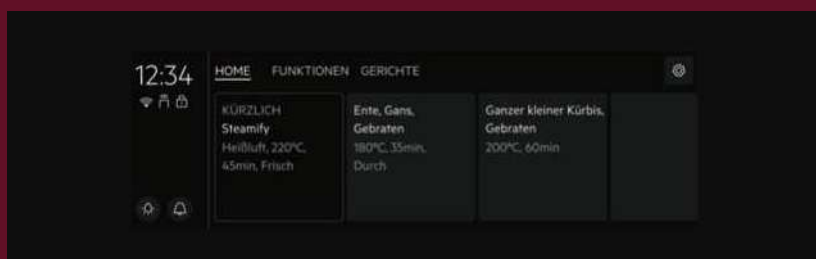 12:34
HOME FUNKTIONEN GERICHTE
KÜRZLICH
Steamify
Heißluft, 220°C,
45min, Frisch
Ente, Gans,
Gebraten
180°C, 35min,
Durch
Ganzer kleiner Kürbis,
Gebraten
200°C, 60min